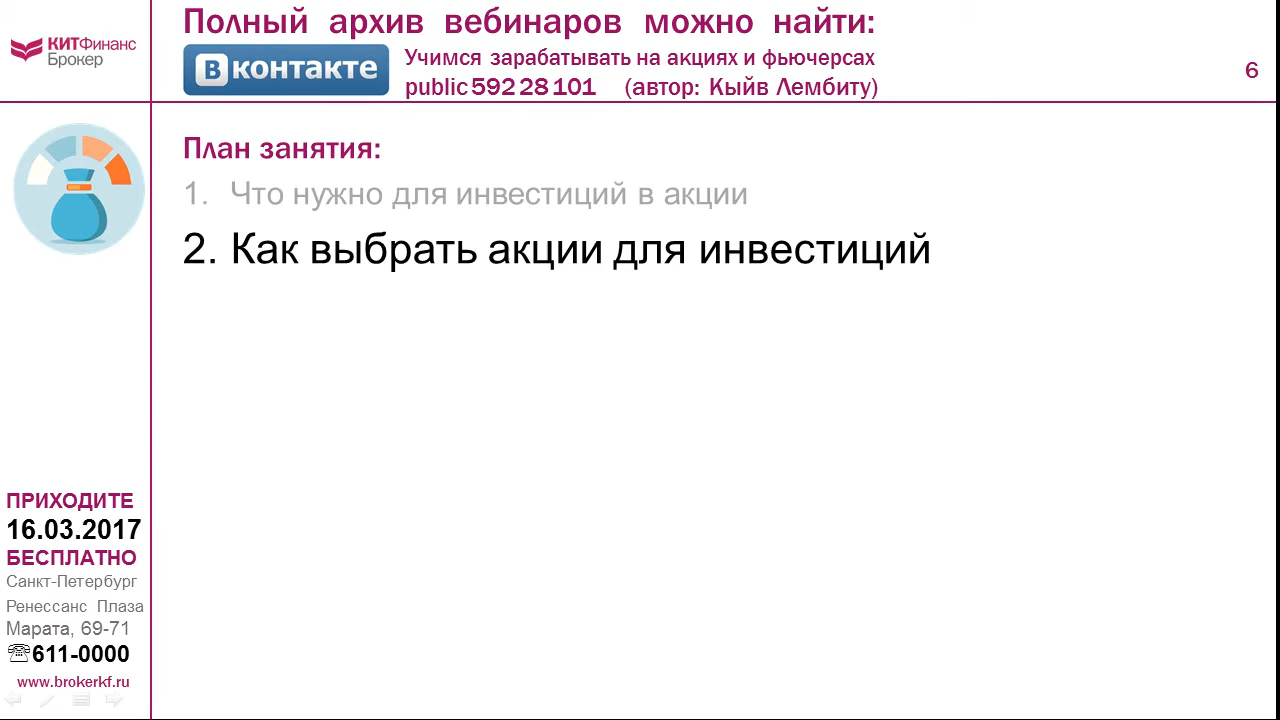 КИТФинанс
Брокер
Полный архив вебинаров можно найти:
В контакте
Учимся зарабатывать на акциях и фьючерсах
public 592 28 101 (автор: Кыйв Лембиту)
6
План занятия:
1. Что нужно для инвестиций в акции
2. Как выбрать акции для инвестиций
ПРИХОДИТЕ
16.03.2017
БЕСПЛАТНО
Санкт-Петербург
Ренессанс Плаза
Марата, 69-71
☏611-0000
www.brokerkf.ru